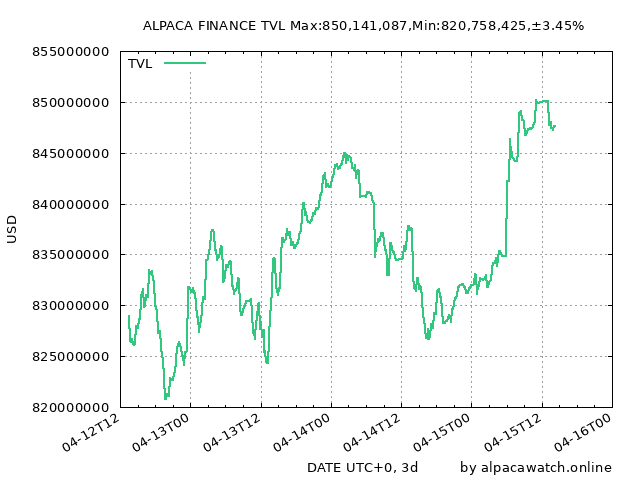 ALPACA FINANCE TVL Max:850,141,087,Min:820,758,425,±3.45%
TVL
855000000
850000000
845000000
840000000
835000000
830000000
825000000
820000000
USD
04-12T12
04-13T00
04-13T12
04-14T00
04-14T12
04-15T00
04-15T12
04-16T00
DATE UTC+0, 3d
by alpacawatch.online